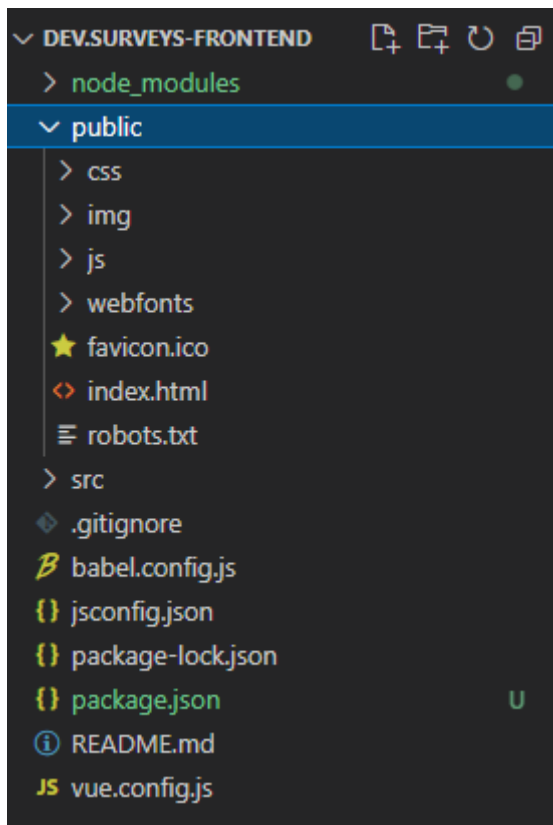 DEV.SURVEYS-FRONTEND
node_modules
public
css
img
js
webfonts
favicon.ico
index.html
robots.txt
src
.gitignore
babel.config.js
jsconfig.json
package-lock.json
package.json U
README.md
JS vue.config.js